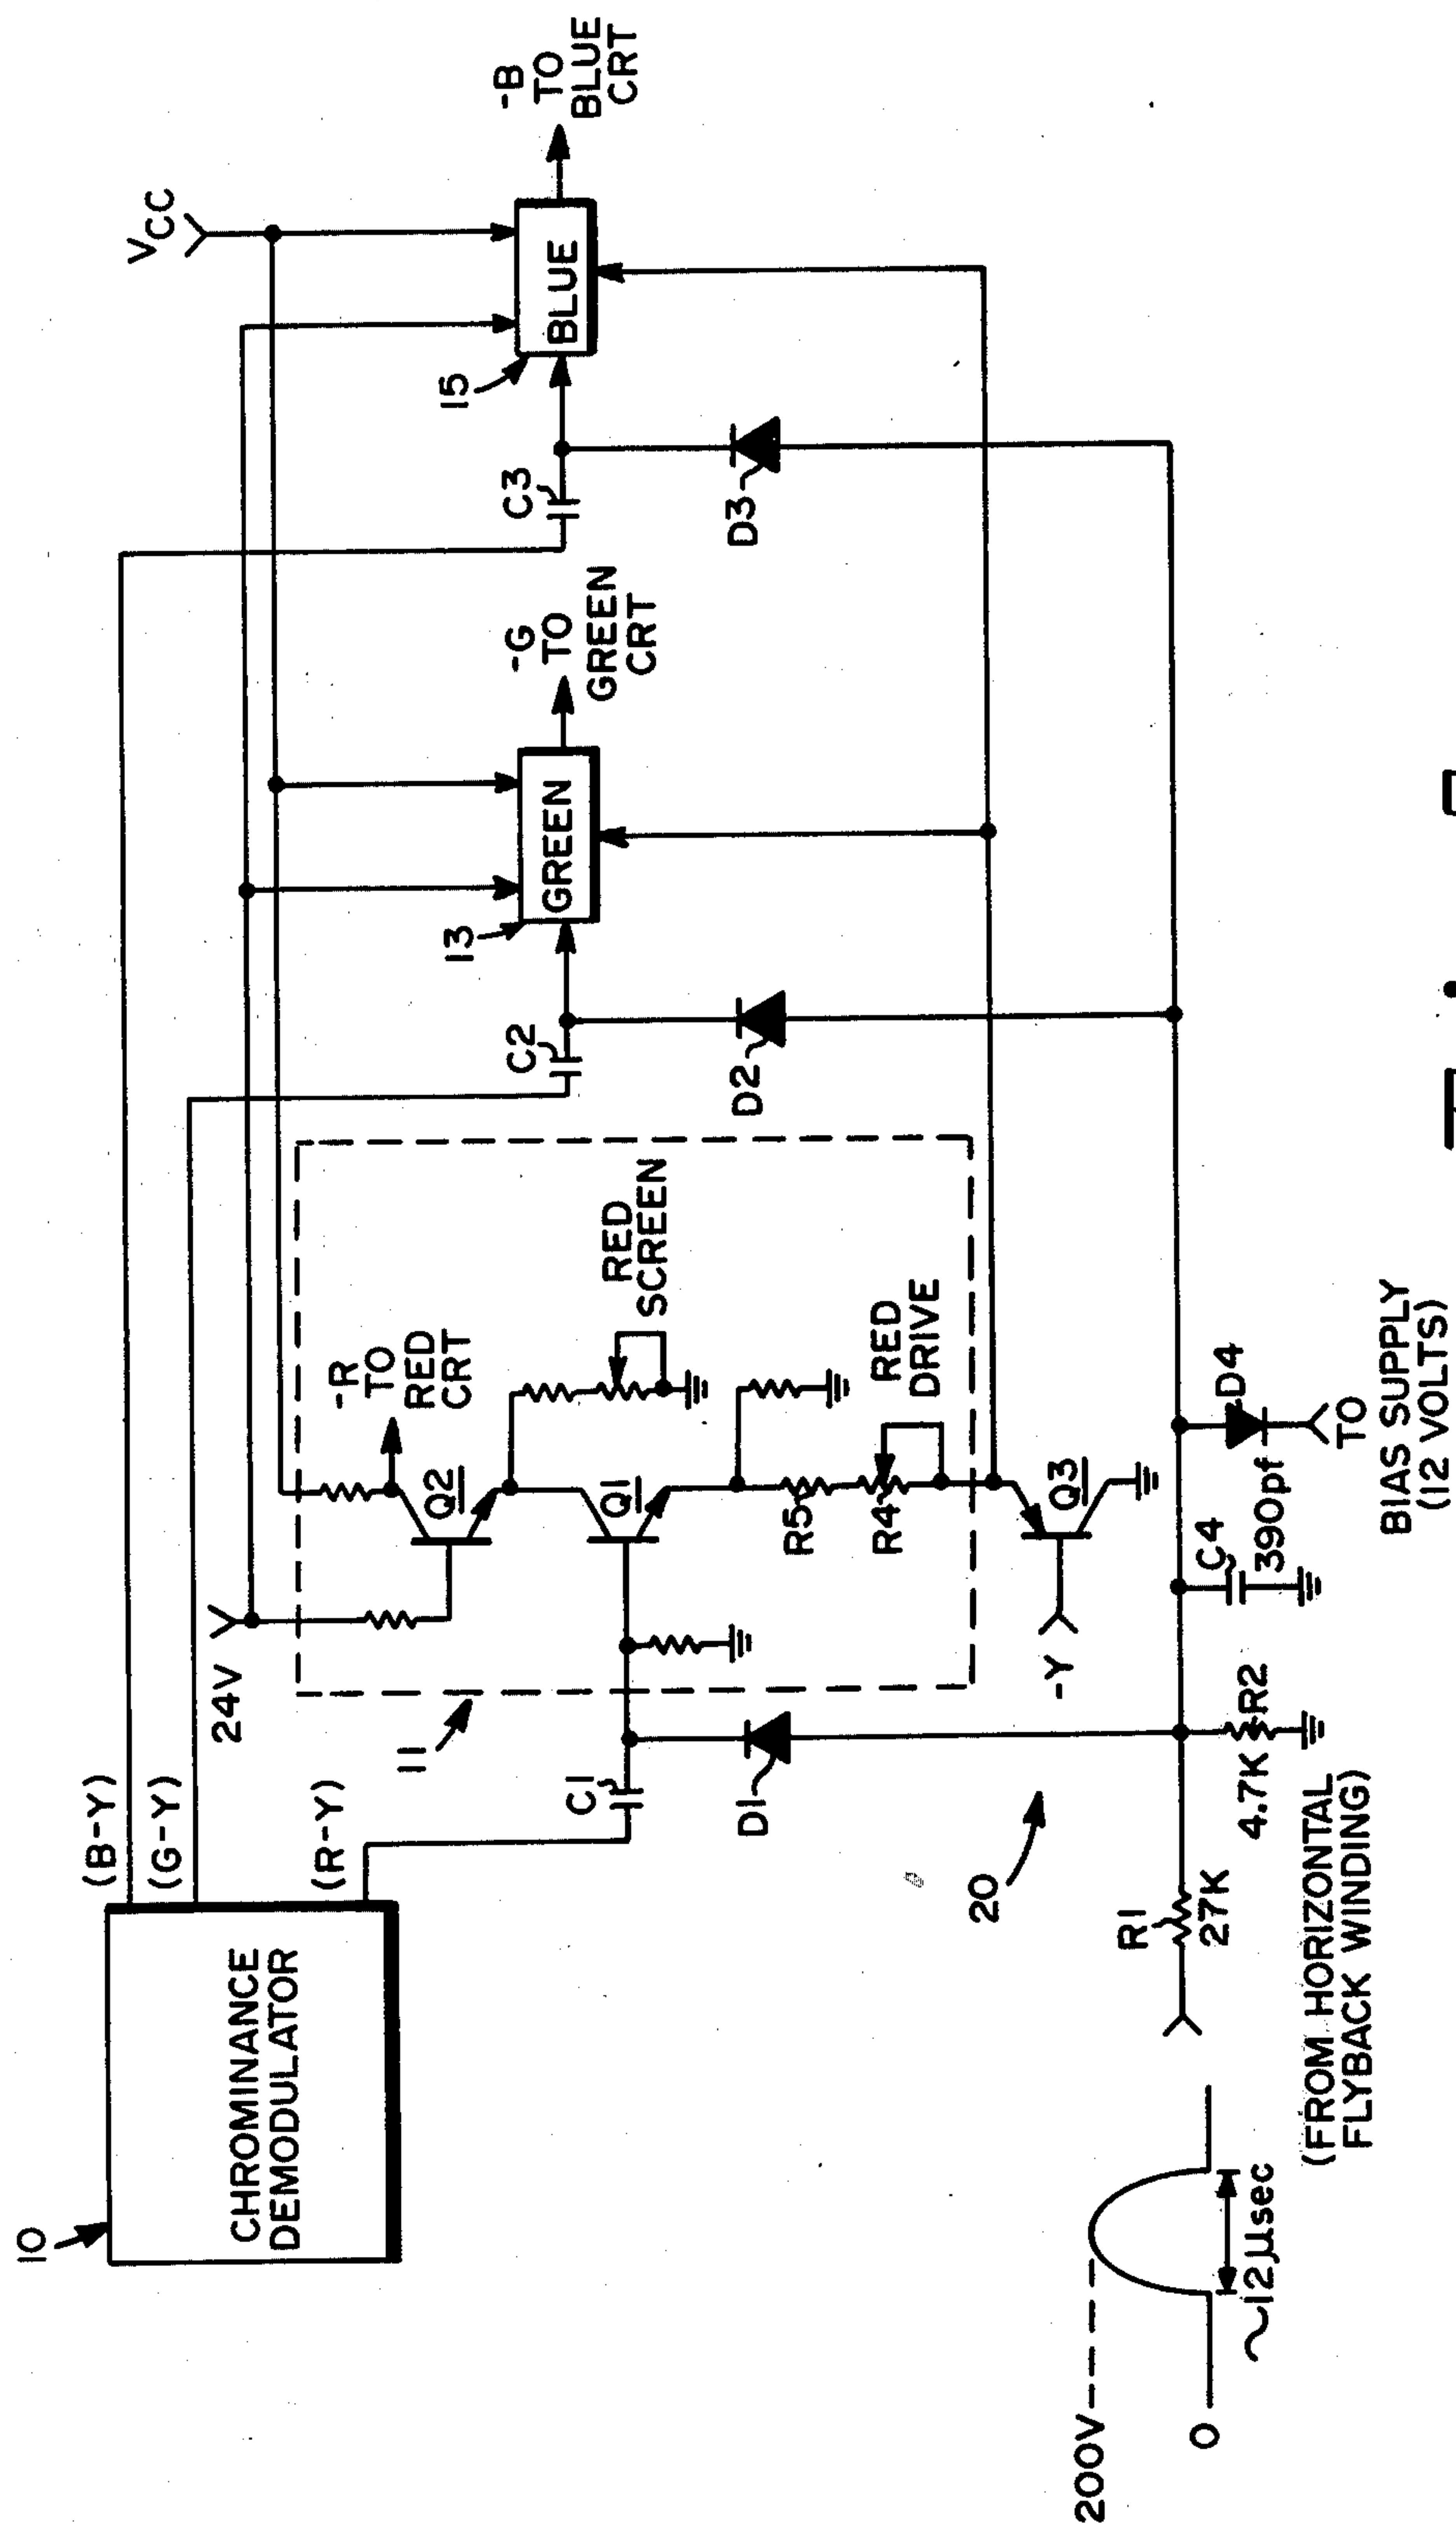 10
CHROMINANCE
DEMODULATOR
(B-Y)
(G-Y)
(R-Y)
24V
11
C1
D1
Q2
-R
TO
RED
CRT
Q1
RED
SCREEN
R5
R4
RED
DRIVE
-Y
Q3
C2
D2
13
GREEN
-G
TO
GREEN
CRT
C3
D3
15
BLUE
VCC
-B
TO
BLUE
CRT
20
200V
0
~12µsec
R1
27K
(FROM HORIZONTAL
FLYBACK WINDING)
4.7K
R2
C4
390pf
D4
TO
BIAS SUPPLY
(12 VOLTS)